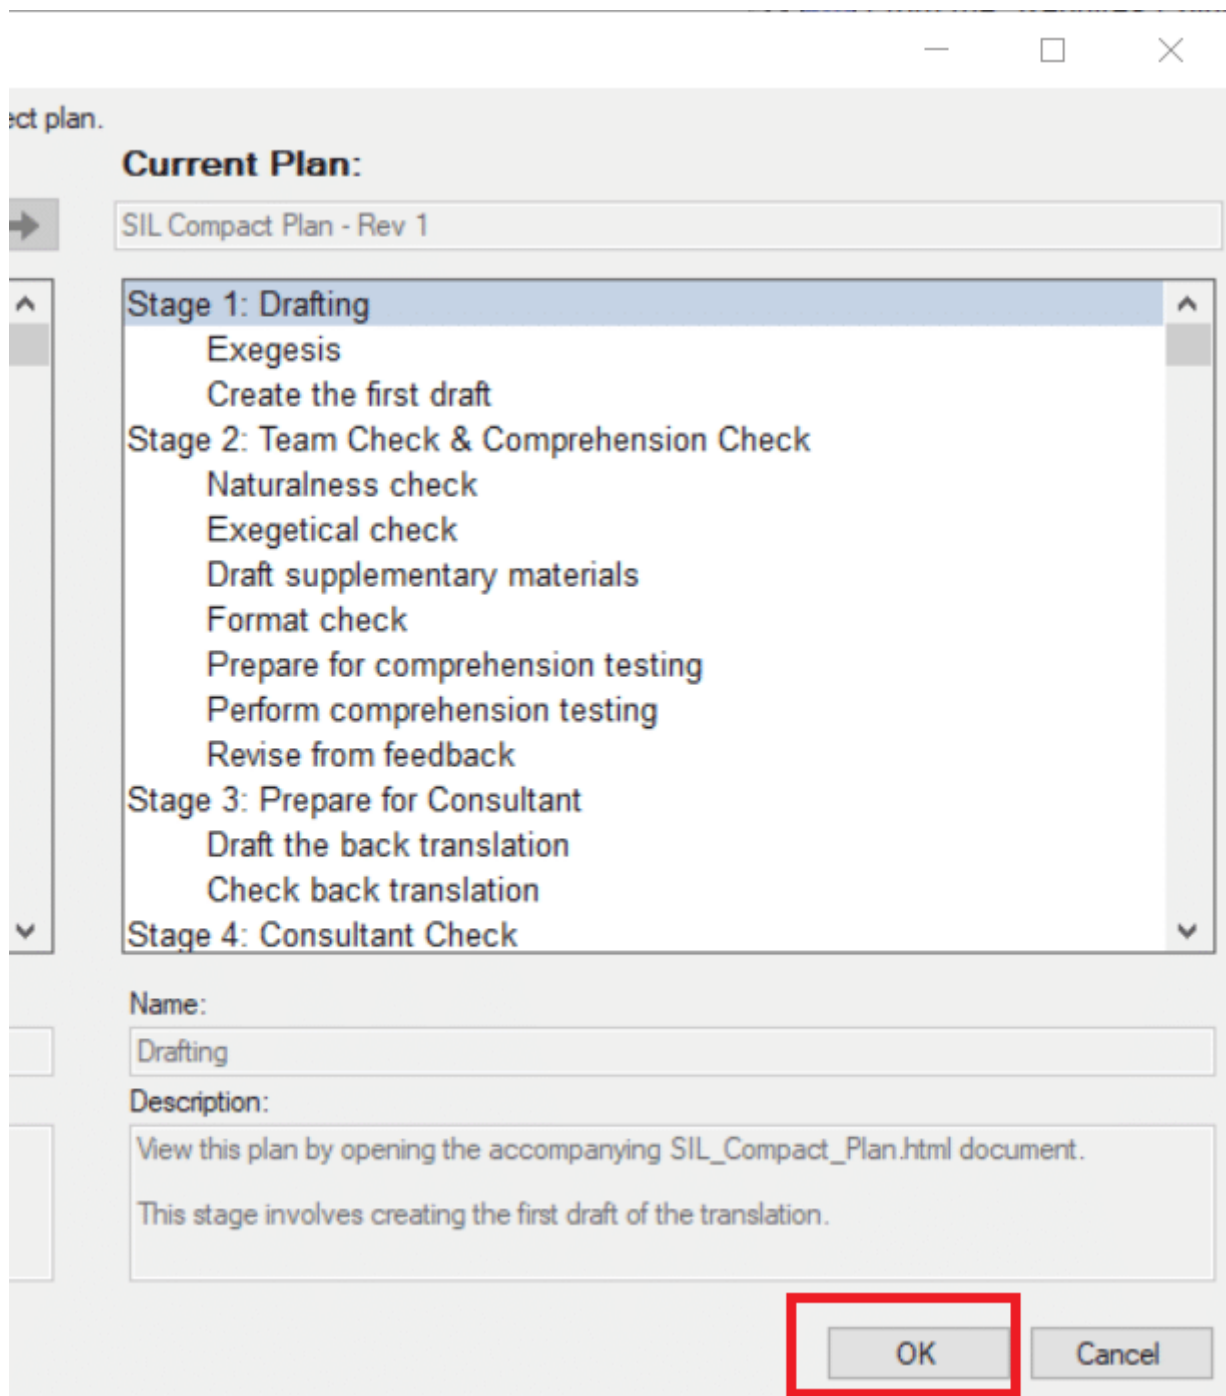 ect plan.
Current Plan:
SIL Compact Plan - Rev 1
Stage 1: Drafting
Exegesis
Create the first draft
Stage 2: Team Check & Comprehension Check
Naturalness check
Exegetical check
Draft supplementary materials
Format check
Prepare for comprehension testing
Perform comprehension testing
Revise from feedback
Stage 3: Prepare for Consultant
Draft the back translation
Check back translation
Stage 4: Consultant Check
Name:
Drafting
Description:
View this plan by opening the accompanying SIL_Compact_Plan.html document.
This stage involves creating the first draft of the translation.
OK Cancel